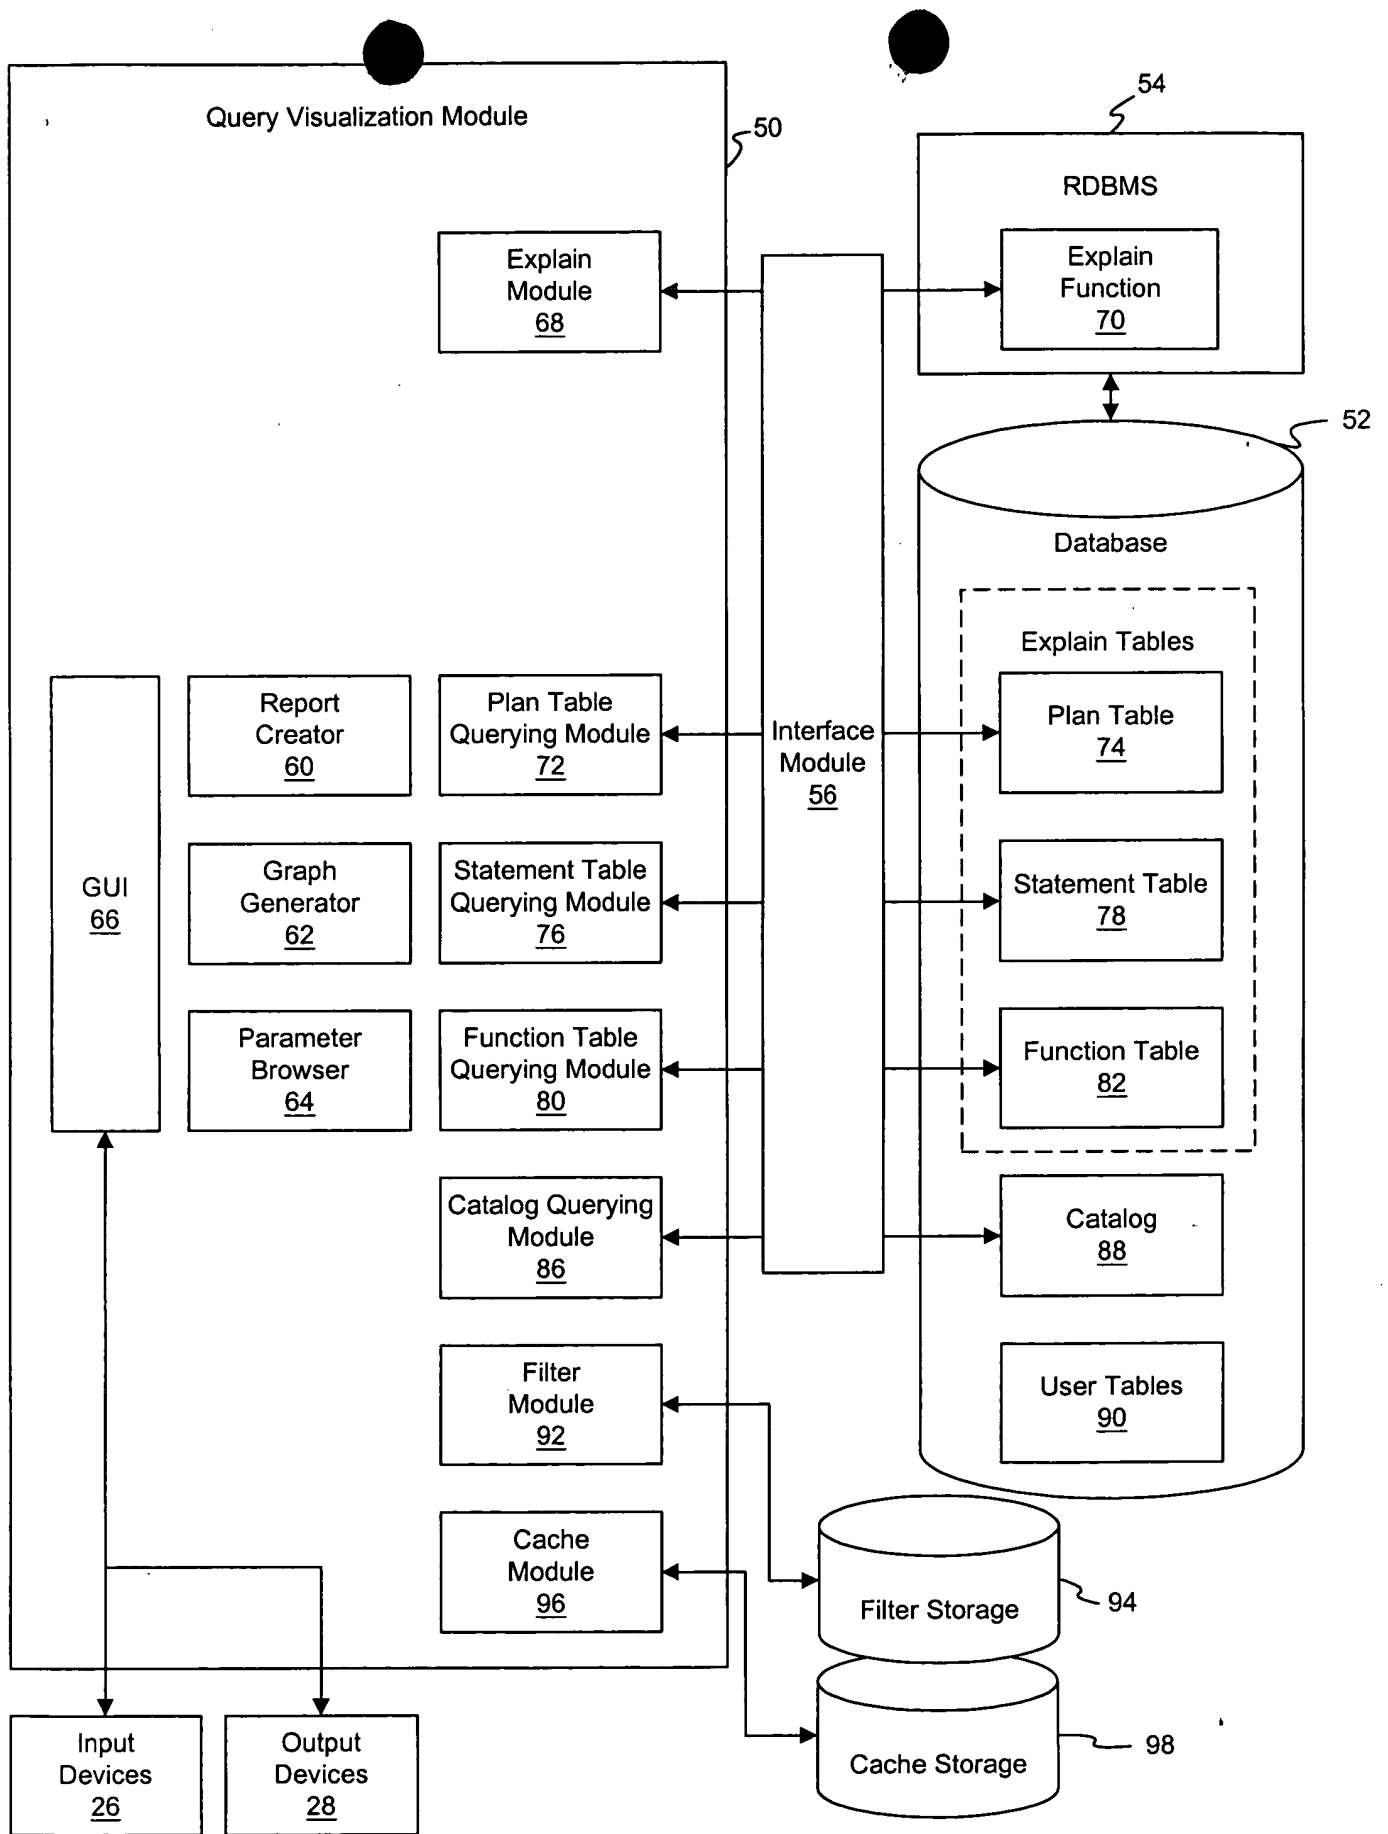 Query Visualization Module
50
54
RDBMS
Explain
Module
68
Explain
Function
70
52
Database
Explain Tables
Report
Creator
60
Plan Table
Querying Module
72
Interface
Module
56
Plan Table
74
GUI
66
Graph
Generator
62
Statement Table
Querying Module
76
Statement Table
78
Parameter
Browser
64
Function Table
Querying Module
80
Function Table
82
Catalog Querying
Module
86
Catalog
88
Filter
Module
92
User Tables
90
Cache
Module
96
Filter Storage
94
Input
Devices
26
Output
Devices
28
Cache Storage
98